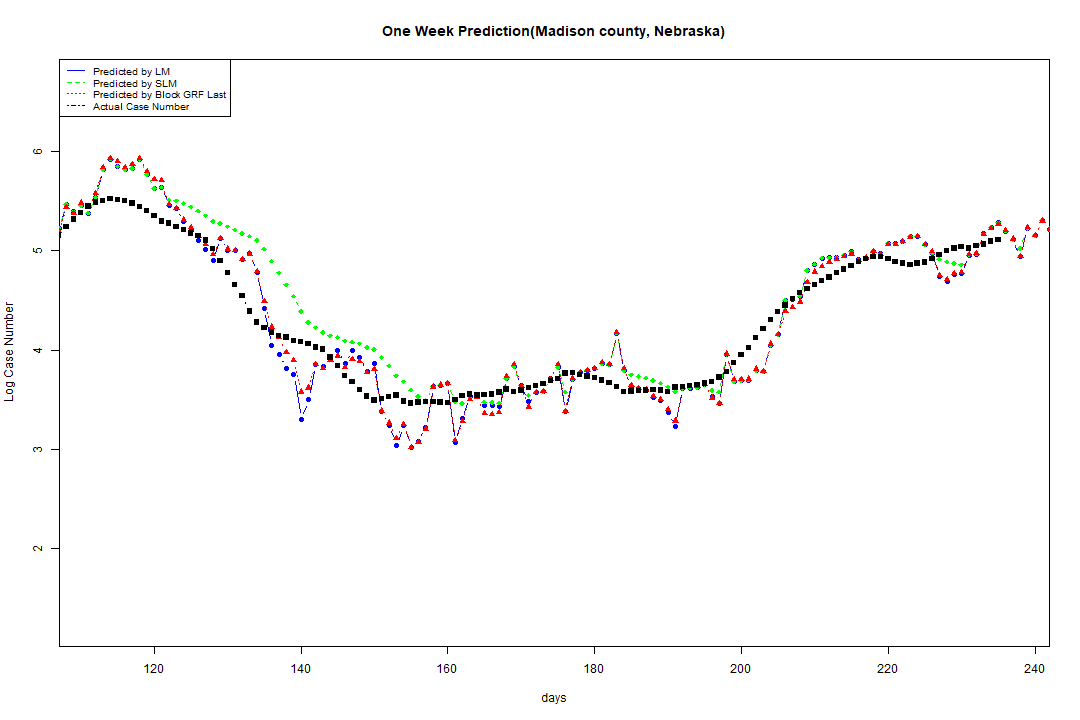 One Week Prediction(Madison county, Nebraska)
Predicted by LM
Predicted by SLM
Predicted by Block GRF Last
Actual Case Number
Log Case Number
6
5
4
3
2
120 140 160 180 200 220 240
days